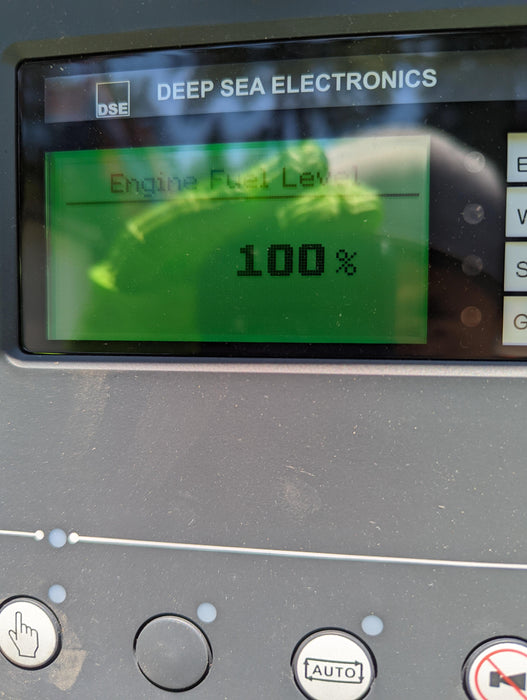 DSE
DEEP SEA ELECTRONICS
Engine Fuel Level
100 %
E
V
S
G
AUTO